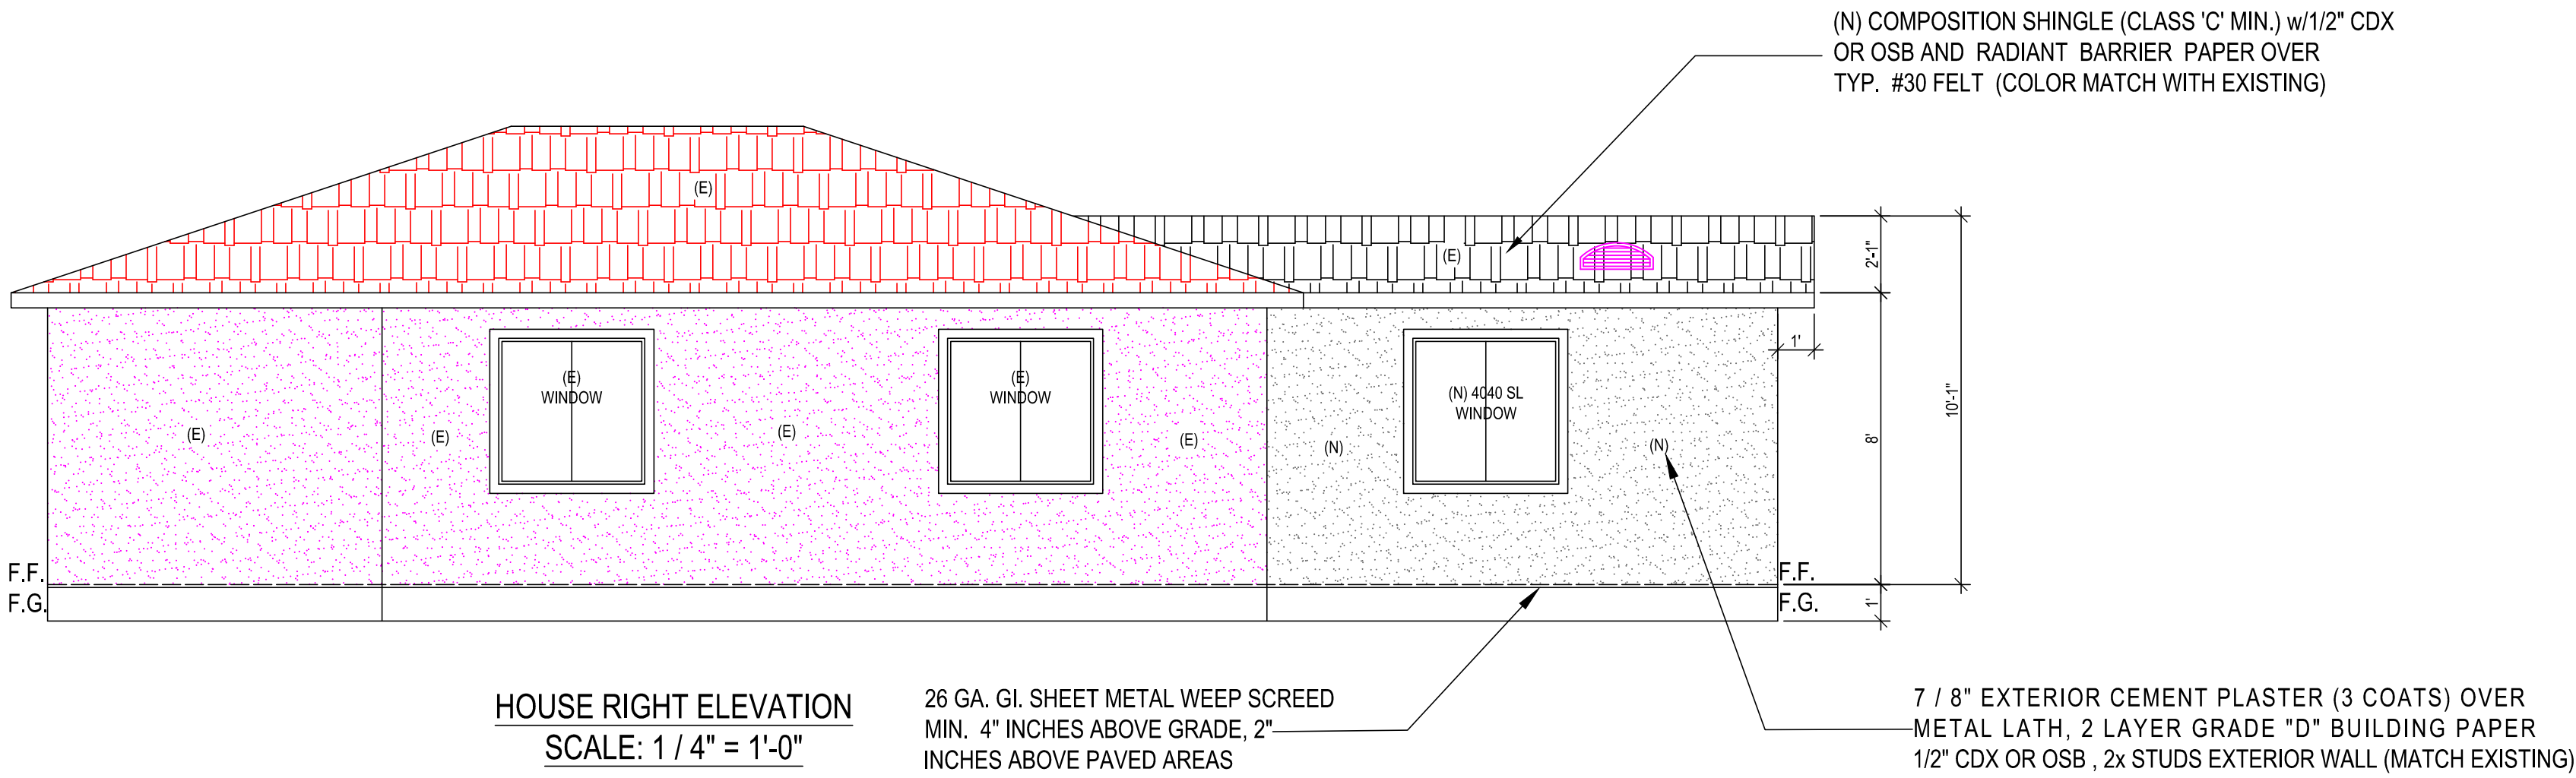 (N) COMPOSITION SHINGLE (CLASS 'C' MIN.) w/1/2" CDX
OR OSB AND RADIANT BARRIER PAPER OVER
TYP. #30 FELT (COLOR MATCH WITH EXISTING)
(E)
(E)
2'-1"
1'
10'-1"
8'
(E)
WINDOW
(E)
WINDOW
(N) 4040 SL
WINDOW
(E)
(E)
(E)
(E)
(N)
(N)
F.F.
F.G.
F.F.
F.G.
1'
HOUSE RIGHT ELEVATION
SCALE: 1 / 4" = 1'-0"
26 GA. GI. SHEET METAL WEEP SCREED
MIN. 4" INCHES ABOVE GRADE, 2"
INCHES ABOVE PAVED AREAS
7 / 8" EXTERIOR CEMENT PLASTER (3 COATS) OVER
METAL LATH, 2 LAYER GRADE "D" BUILDING PAPER
1/2" CDX OR OSB , 2x STUDS EXTERIOR WALL (MATCH EXISTING)